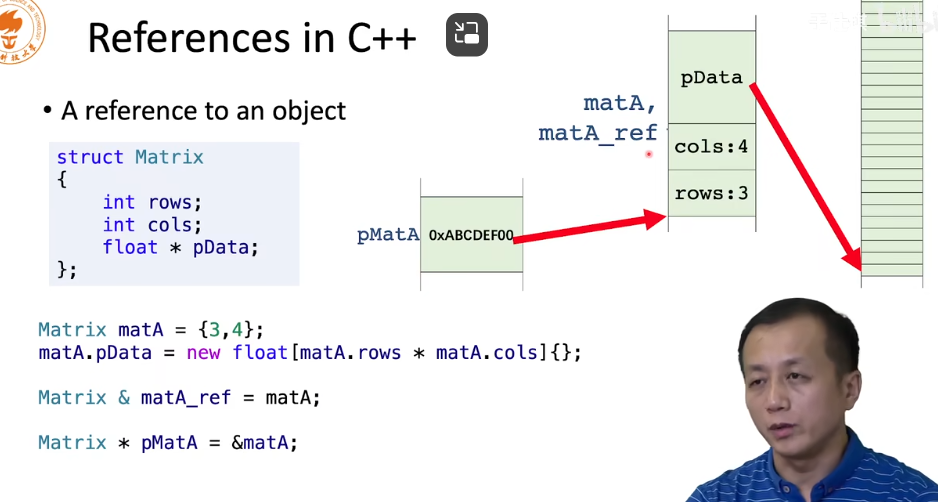 References in C++
• A reference to an object
struct Matrix
{
int rows;
int cols;
float * pData;
};
Matrix matA = {3,4};
matA.pData = new float[matA.rows * matA.cols]{};
Matrix & matA_ref = matA;
Matrix * pMatA = &matA;
pMatA
0xABCDEF00
matA,
matA_ref
pData
cols:4
rows:3